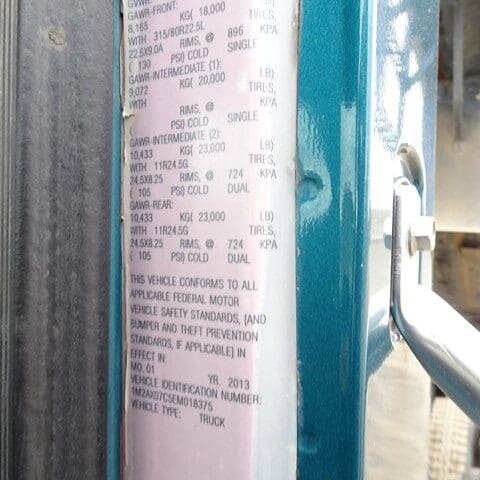 GVWR:
GAWR-FRONT: LB)
8,165 KG( 18,000 TIRES,
WITH 315/80R22.5L KPA
22.5X9.0A RIMS, @ 896 SINGLE
( 130 PSI) COLD
GAWR-INTERMEDIATE (1): LB)
9,072 KG( 20,000 TIRES,
WITH KPA
RIMS, @
( PSI) COLD SINGLE
GAWR-INTERMEDIATE (2):
10,433 KG( 23,000 LB)
WITH 11R24.5G TIRES,
24.5X8.25 RIMS, @ 724 KPA
( 105 PSI) COLD DUAL
GAWR-REAR:
10,433 KG( 23,000 LB)
WITH 11R24.5G TIRES,
24.5X8.25 RIMS, @ 724 KPA
( 105 PSI) COLD DUAL
THIS VEHICLE CONFORMS TO ALL
APPLICABLE FEDERAL MOTOR
VEHICLE SAFETY STANDARDS, [AND
BUMPER AND THEFT PREVENTION
STANDARDS, IF APPLICABLE] IN
EFFECT IN:
MO. 01 YR. 2013
VEHICLE IDENTIFICATION NUMBER:
1M2AX07C5EM018375
VEHICLE TYPE: TRUCK